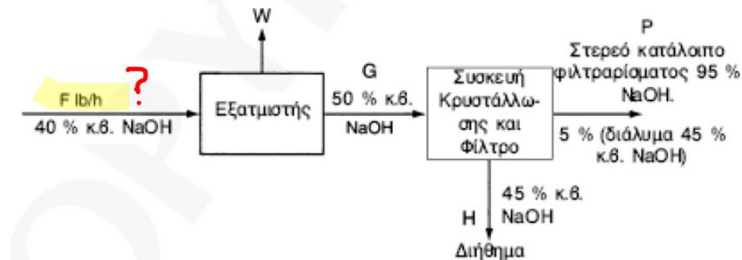 W
F lb/h
?
40 % κ.β. NaOH
Εξατμιστής
G
50 % κ.β.
NaOH
Συσκευή
Κρυστάλλω-
σης και
Φίλτρο
P
Στερεό κατάλοιπο
φιλτραρίσματος 95 %
NaOH.
5 % (διάλυμα 45 %
κ.β. NaOH)
H
45 % κ.β.
NaOH
Διήθημα